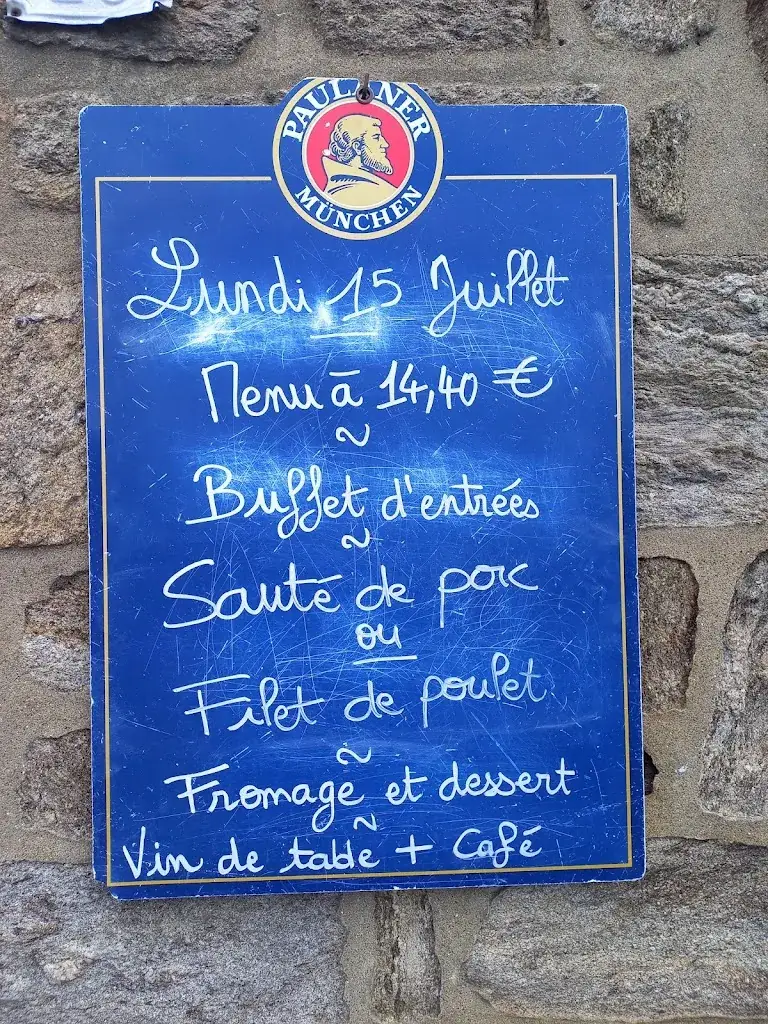 PAULANER
MÜNCHEN
Lundi 15 Juillet
Menu à 14,40 €
~
Buffet d'entrées
~
Sauté de porc
ou
Filet de poulet
~
Fromage et dessert
~
Vin de table + Café